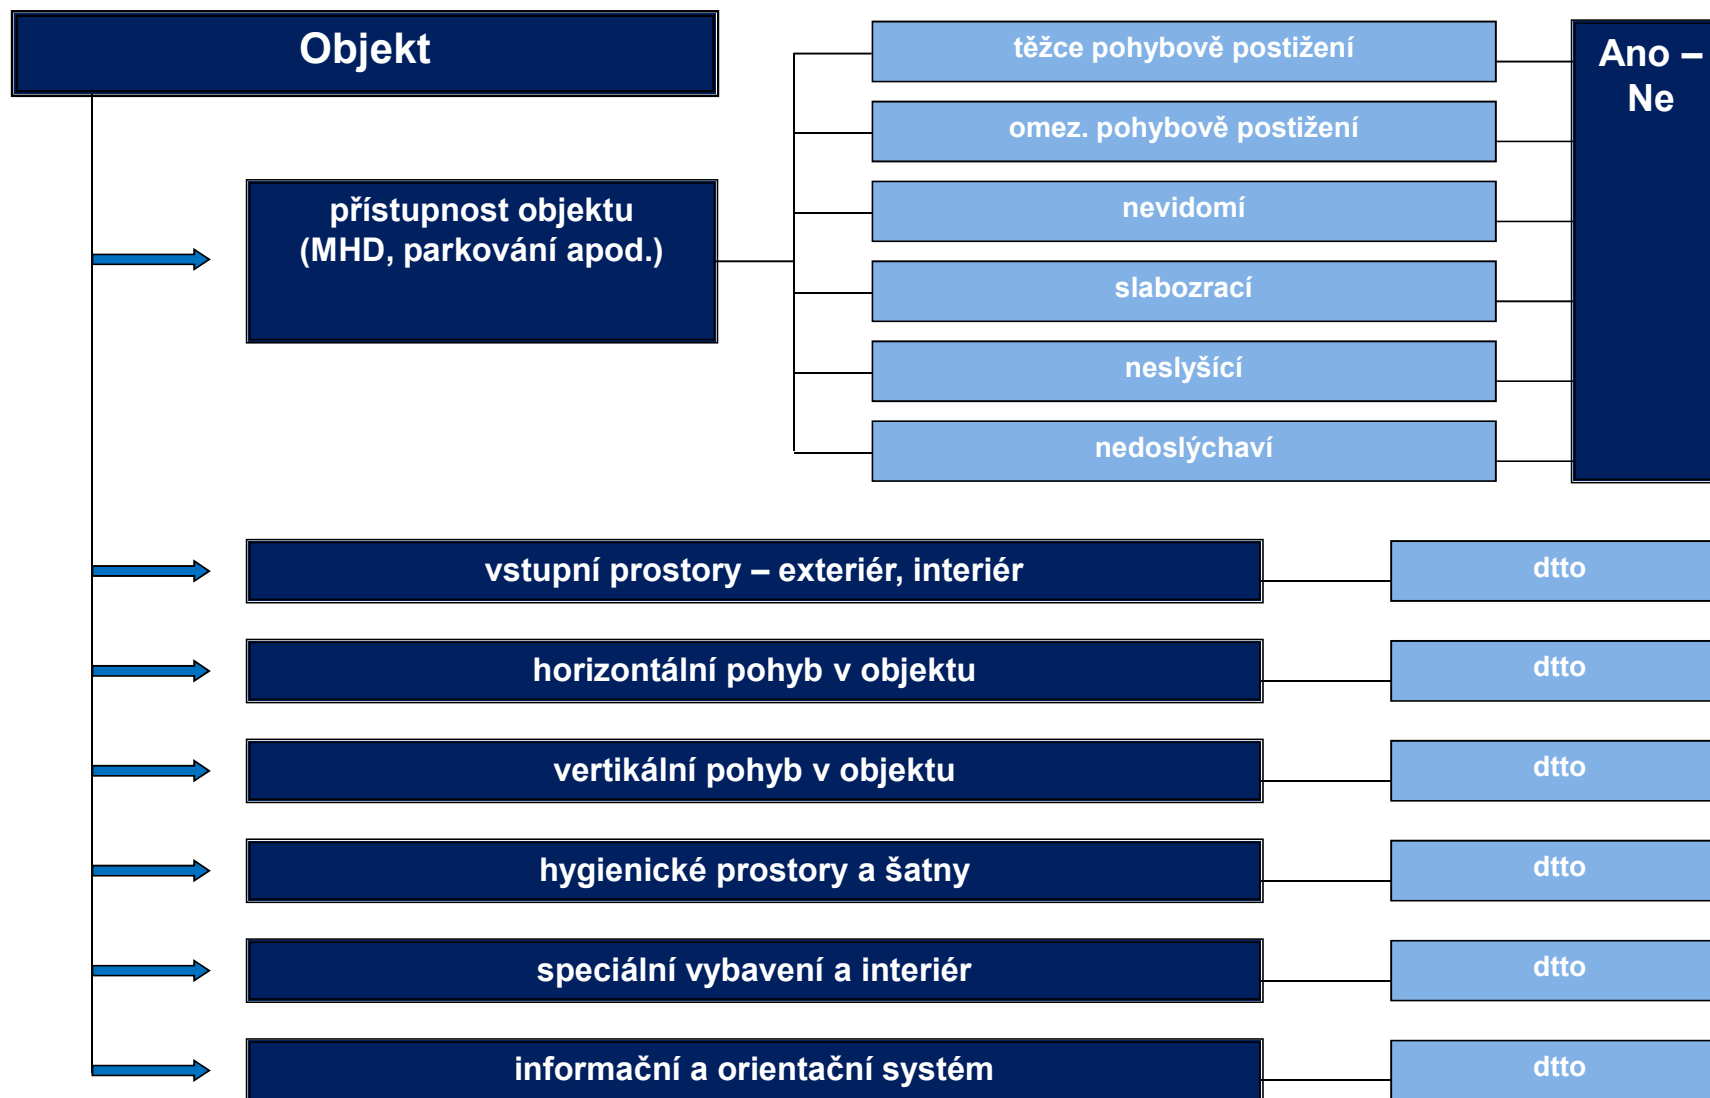 Objekt
těžce pohybově postižení
Ano –
Ne
omez. pohybově postižení
přístupnost objektu
(MHD, parkování apod.)
nevidomí
slabozrací
neslyšící
nedoslýchaví
vstupní prostory – exteriér, interiér
dtto
horizontální pohyb v objektu
dtto
vertikální pohyb v objektu
dtto
hygienické prostory a šatny
dtto
speciální vybavení a interiér
dtto
informační a orientační systém
dtto